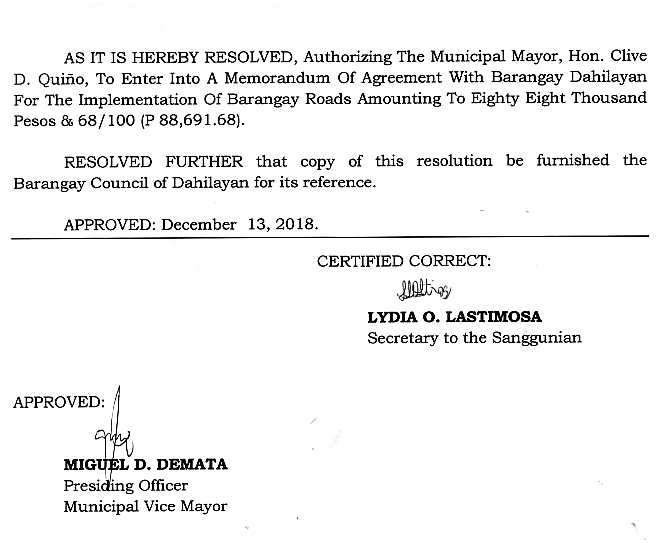 AS IT IS HEREBY RESOLVED, Authorizing The Municipal Mayor, Hon. Clive
D. Quiño, To Enter Into A Memorandum Of Agreement With Barangay Dahilayan
For The Implementation Of Barangay Roads Amounting To Eighty Eight Thousand
Pesos & 68/100 (P 88,691.68).
RESOLVED FURTHER that copy of this resolution be furnished the
Barangay Council of Dahilayan for its reference.
APPROVED: December 13, 2018.
CERTIFIED CORRECT:
LYDIA O. LASTIMOSA
Secretary to the Sanggunian
APPROVED:
MIGUEL D. DEMATA
Presiding Officer
Municipal Vice Mayor